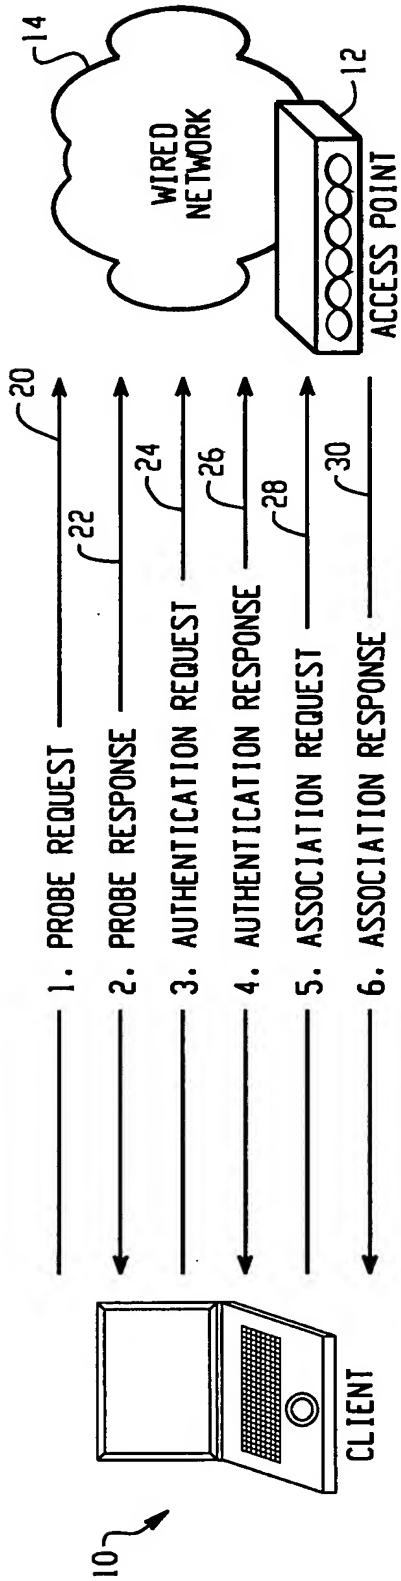 14
WIRED
NETWORK
12
ACCESS POINT
20
1. PROBE REQUEST
22
2. PROBE RESPONSE
24
3. AUTHENTICATION REQUEST
26
4. AUTHENTICATION RESPONSE
28
5. ASSOCIATION REQUEST
30
6. ASSOCIATION RESPONSE
10
CLIENT